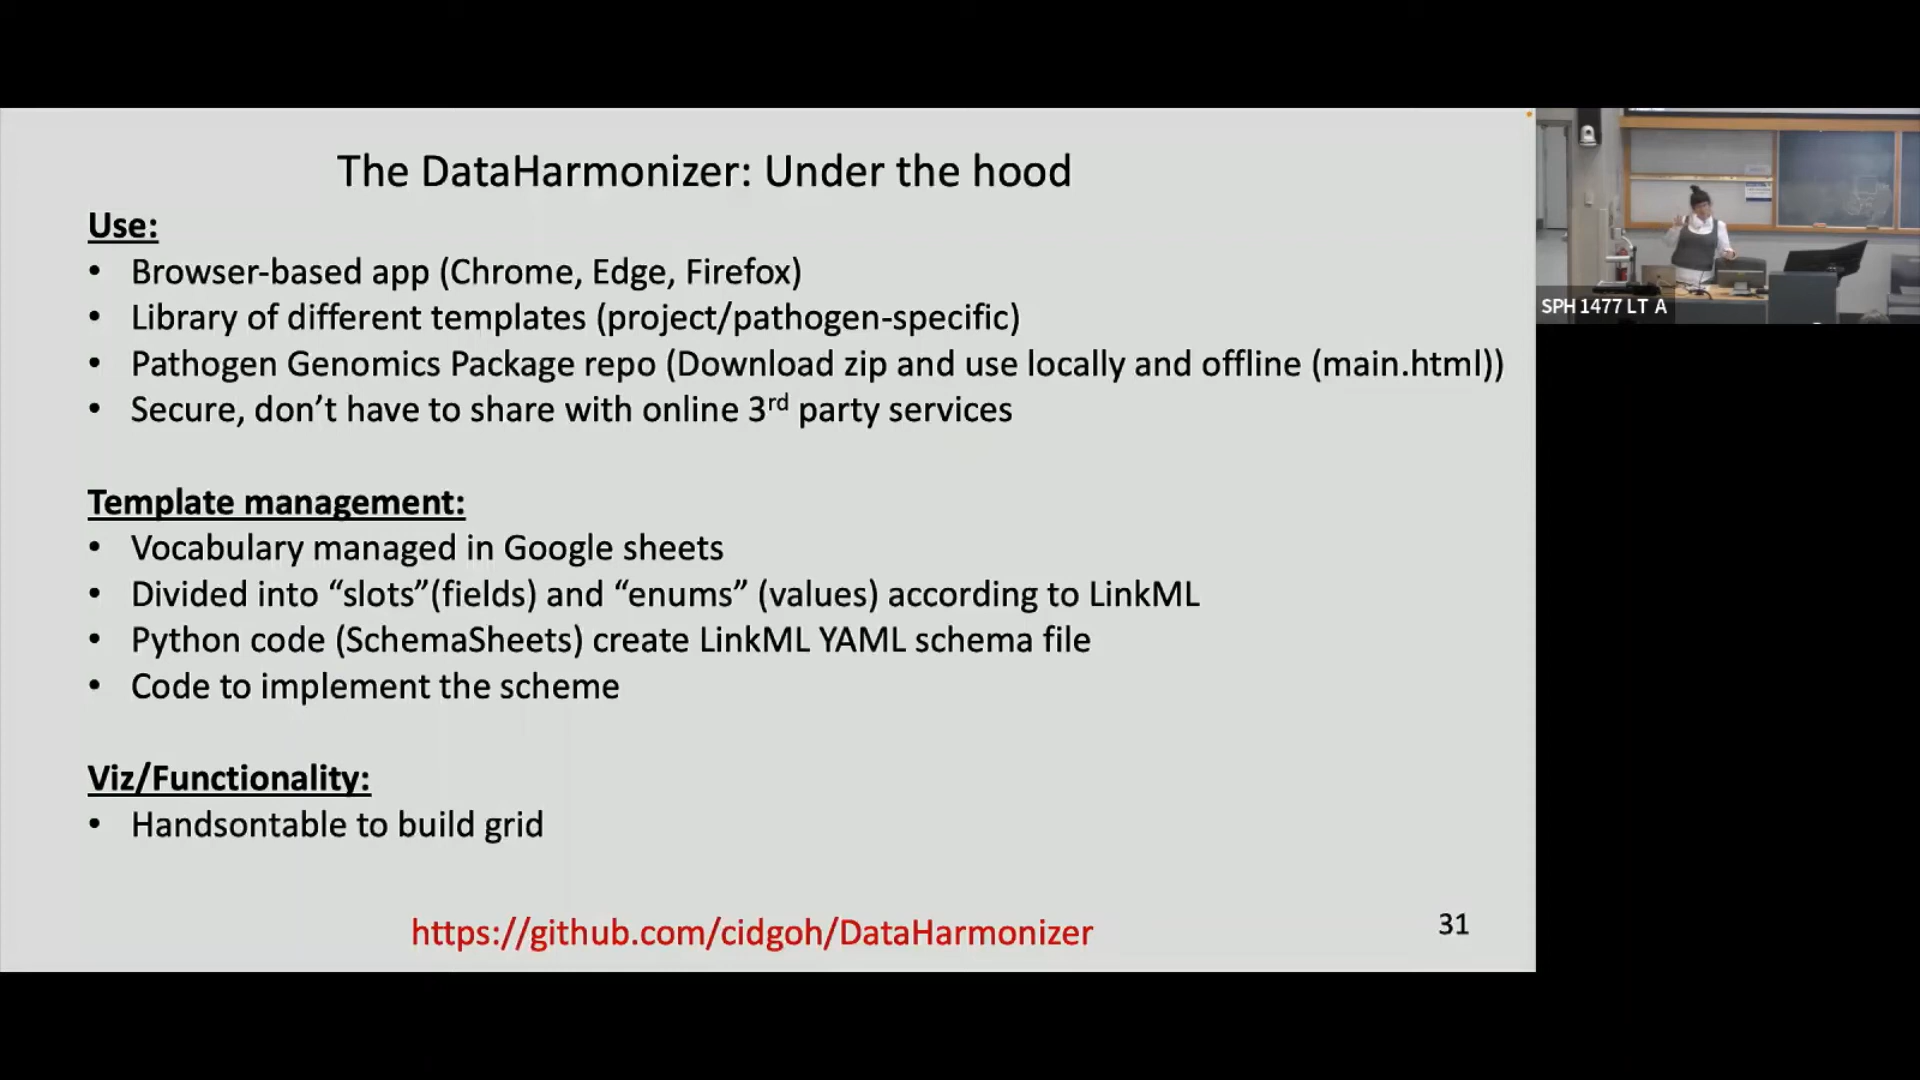 The DataHarmonizer: Under the hood
Use:
• Browser-based app (Chrome, Edge, Firefox)
• Library of different templates (project/pathogen-specific)
• Pathogen Genomics Package repo (Download zip and use locally and offline (main.html))
• Secure, don’t have to share with online 3rd party services
Template management:
• Vocabulary managed in Google sheets
• Divided into “slots”(fields) and “enums” (values) according to LinkML
• Python code (SchemaSheets) create LinkML YAML schema file
• Code to implement the scheme
Viz/Functionality:
• Handsontable to build grid
https://github.com/cidgoh/DataHarmonizer
31
SPH 1477 LT A